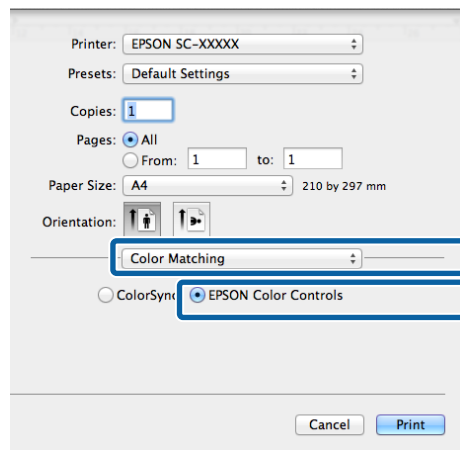 Printer: EPSON SC-XXXXX
Presets: Default Settings
Copies: 1
Pages: All
From: 1 to: 1
Paper Size: A4 210 by 297 mm
Orientation:
Color Matching
ColorSync EPSON Color Controls
Cancel Print